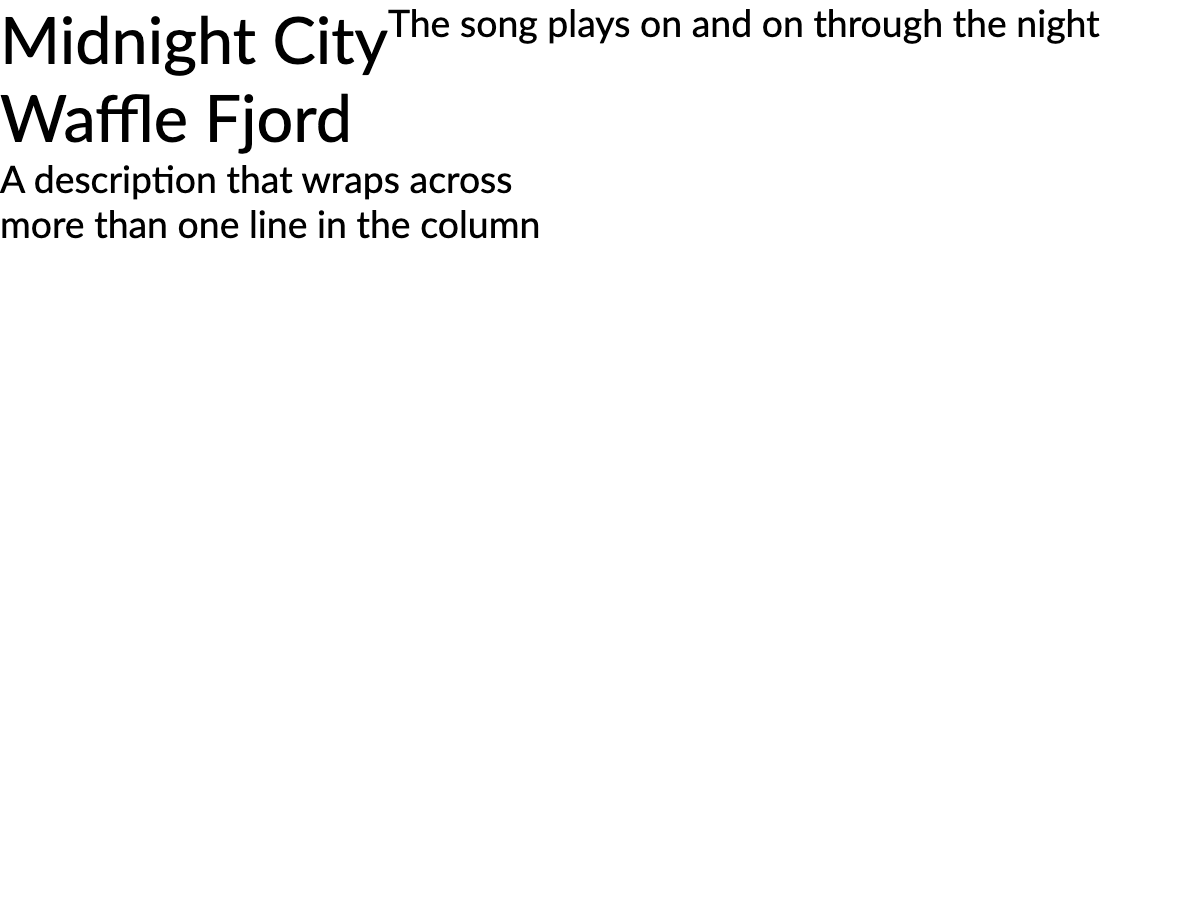 Midnight City
The song plays on and on through the night
Waffle Fjord
A description that wraps across
more than one line in the column